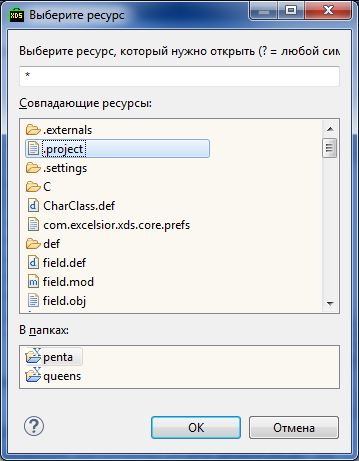 XDS Выберите ресурс
Выберите ресурс, который нужно открыть (? = любой сим
*
Совпадающие ресурсы:
.externals
.project
.settings
C
CharClass.def
com.excelsior.xds.core.prefs
def
field.def
field.mod
field.obj
В папках:
penta
queens
? OK Отмена